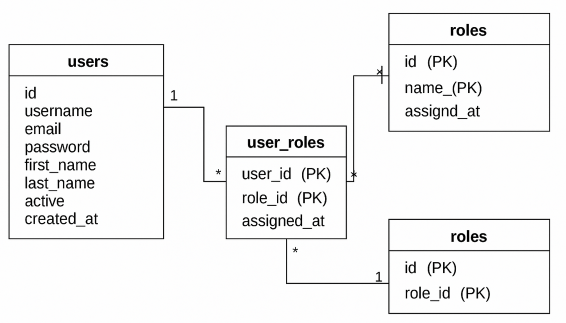 users
id
username
email
password
first_name
last_name
active
created_at
1
*
user_roles
user_id (PK)
role_id (PK)
assigned_at
*
*
roles
id (PK)
name_(PK)
assignd_at
*
roles
id (PK)
role_id (PK)
1